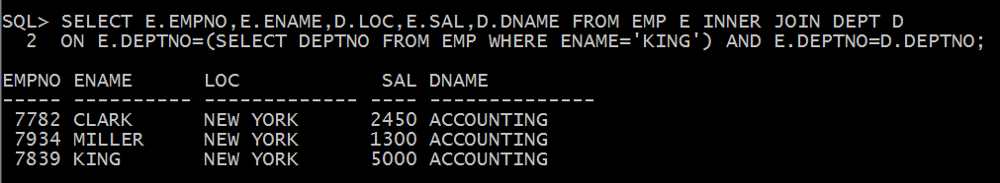 SQL> SELECT E.EMPNO,E.ENAME,D.LOC,E.SAL,D.DNAME FROM EMP E INNER JOIN DEPT D
  2  ON E.DEPTNO=(SELECT DEPTNO FROM EMP WHERE ENAME='KING') AND E.DEPTNO=D.DEPTNO;
EMPNO ENAME      LOC            SAL DNAME
----- ---------- ------------- ---- --------------
 7782 CLARK      NEW YORK      2450 ACCOUNTING
 7934 MILLER     NEW YORK      1300 ACCOUNTING
 7839 KING       NEW YORK      5000 ACCOUNTING